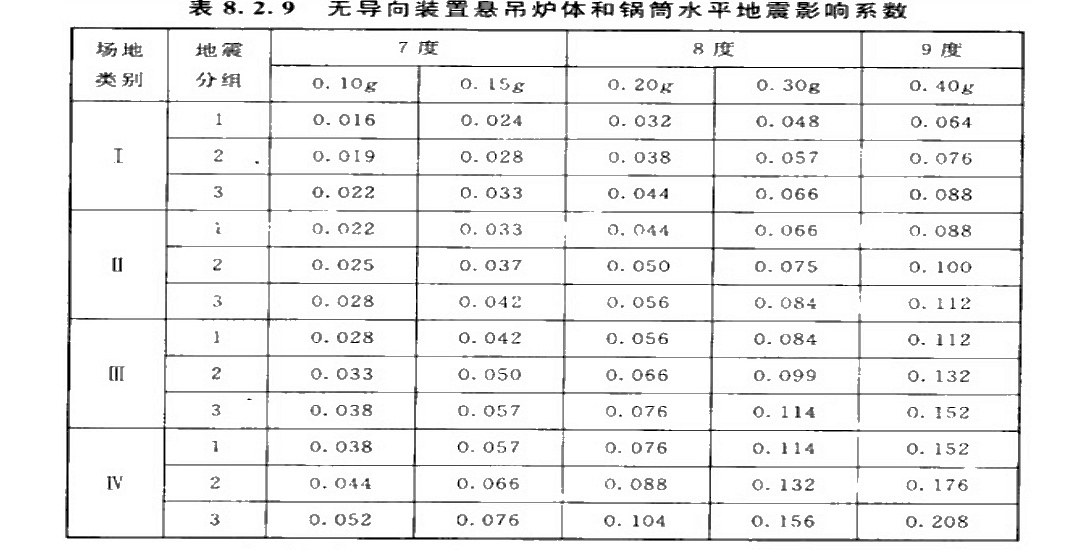 表 8.2.9 无导向装置悬吊炉体和锅筒水平地震影响系数
场地类别 地震分组 7 度 8 度 9 度
0.10g 0.15g 0.20g 0.30g 0.40g
I 1 0.016 0.024 0.032 0.048 0.064
2 0.019 0.028 0.038 0.057 0.076
3 0.022 0.033 0.044 0.066 0.088
II 1 0.022 0.033 0.044 0.066 0.088
2 0.025 0.037 0.050 0.075 0.100
3 0.028 0.042 0.056 0.084 0.112
III 1 0.028 0.042 0.056 0.084 0.112
2 0.033 0.050 0.066 0.099 0.132
3 0.038 0.057 0.076 0.114 0.152
IV 1 0.038 0.057 0.076 0.114 0.152
2 0.044 0.066 0.088 0.132 0.176
3 0.052 0.076 0.104 0.156 0.208